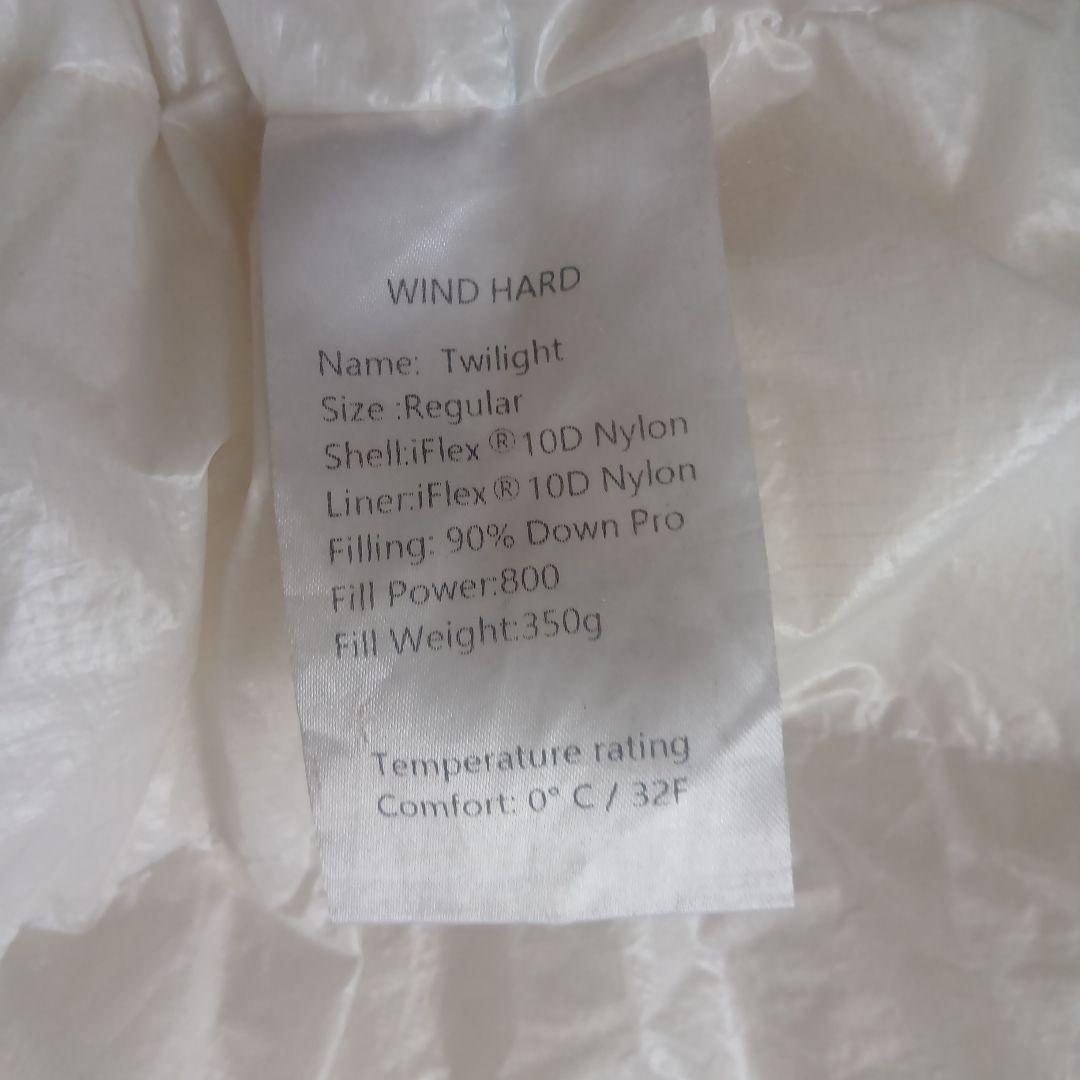 WIND HARD
Name: Twilight
Size :Regular
Shell:iFlex®10D Nylon
Liner:iFlex®10D Nylon
Filling: 90% Down Pro
Fill Power:800
Fill Weight:350g
Temperature rating
Comfort: 0° C / 32F